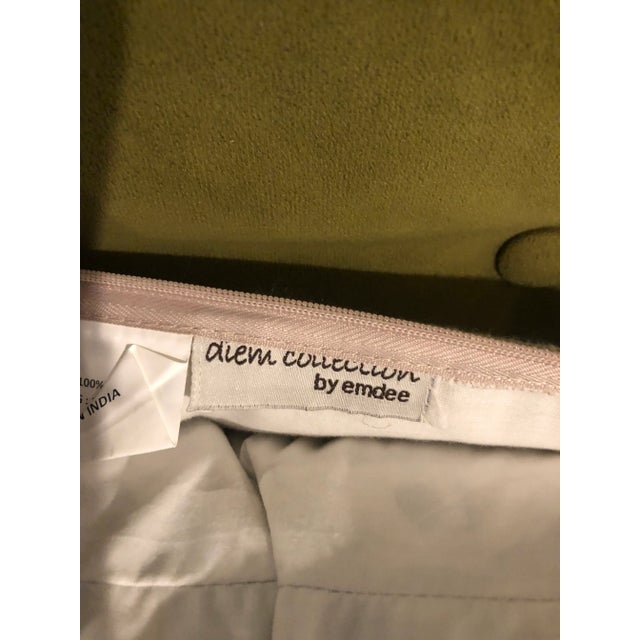 diem collection
by emdee
100%
INDIA